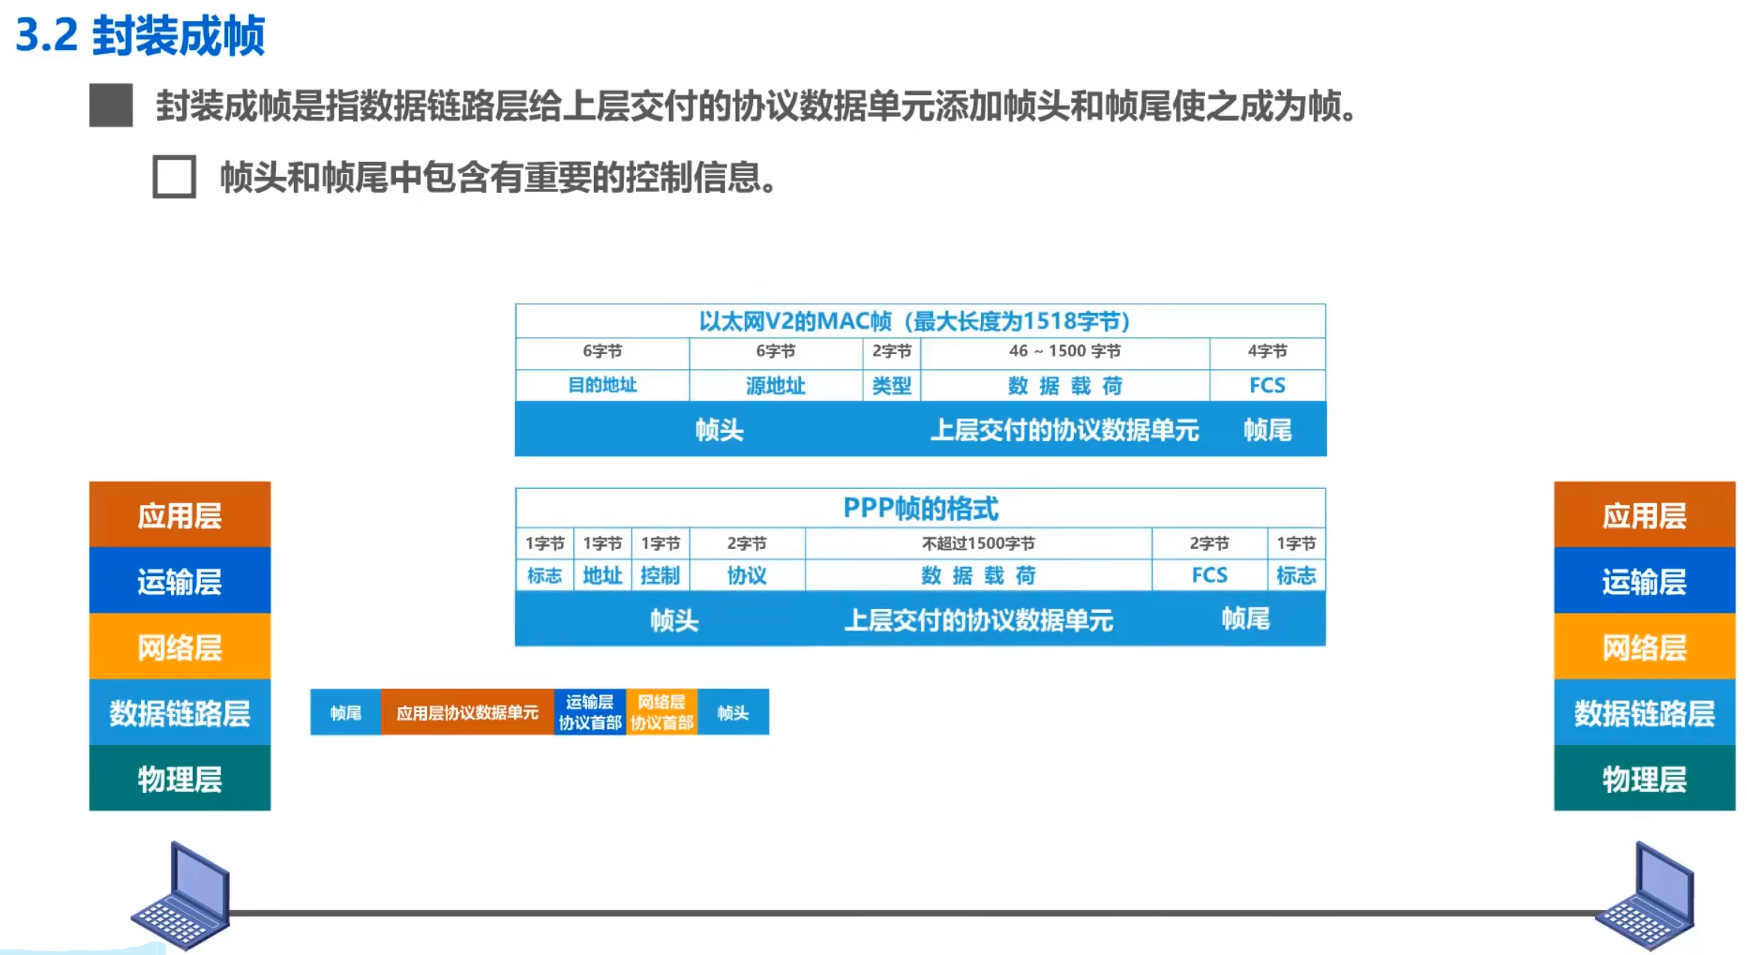 3.2 封装成帧
封装成帧是指数据链路层给上层交付的协议数据单元添加帧头和帧尾使之成为帧。
帧头和帧尾中包含有重要的控制信息。
以太网V2的MAC帧（最大长度为1518字节）
6字节 6字节 2字节 46 ~ 1500 字节 4字节
目的地址 源地址 类型 数 据 载 荷 FCS
帧头 上层交付的协议数据单元 帧尾
PPP帧的格式
1字节 1字节 1字节 2字节 不超过1500字节 2字节 1字节
标志 地址 控制 协议 数 据 载 荷 FCS 标志
帧头 上层交付的协议数据单元 帧尾
应用层
运输层
网络层
数据链路层
物理层
帧尾
应用层协议数据单元
运输层
协议首部
网络层
协议首部
帧头
应用层
运输层
网络层
数据链路层
物理层